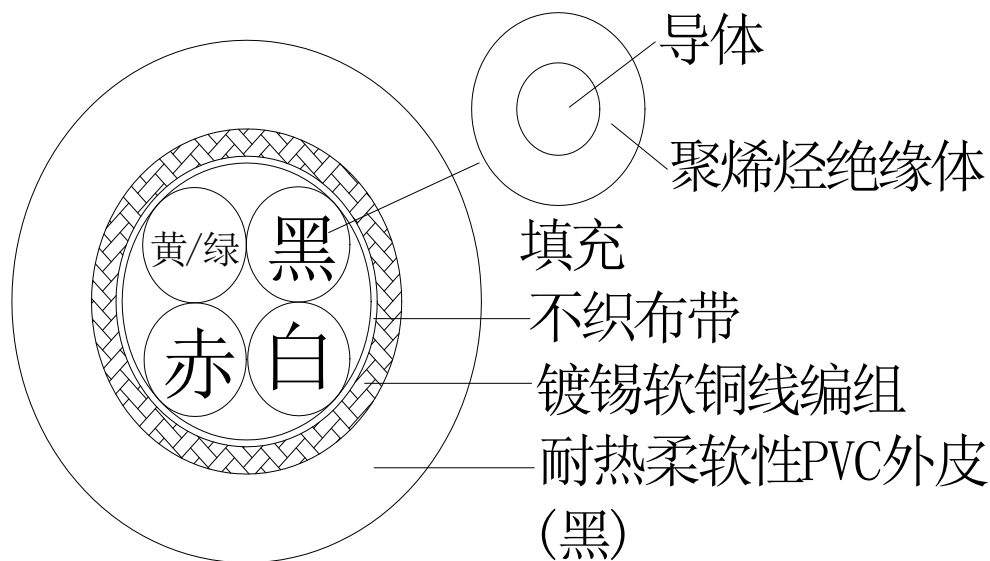 导体
聚烯烃绝缘体
黄/绿
黑
填充
不织布带
赤
白
镀锡软铜线编组
耐热柔软性PVC外皮
(黑)